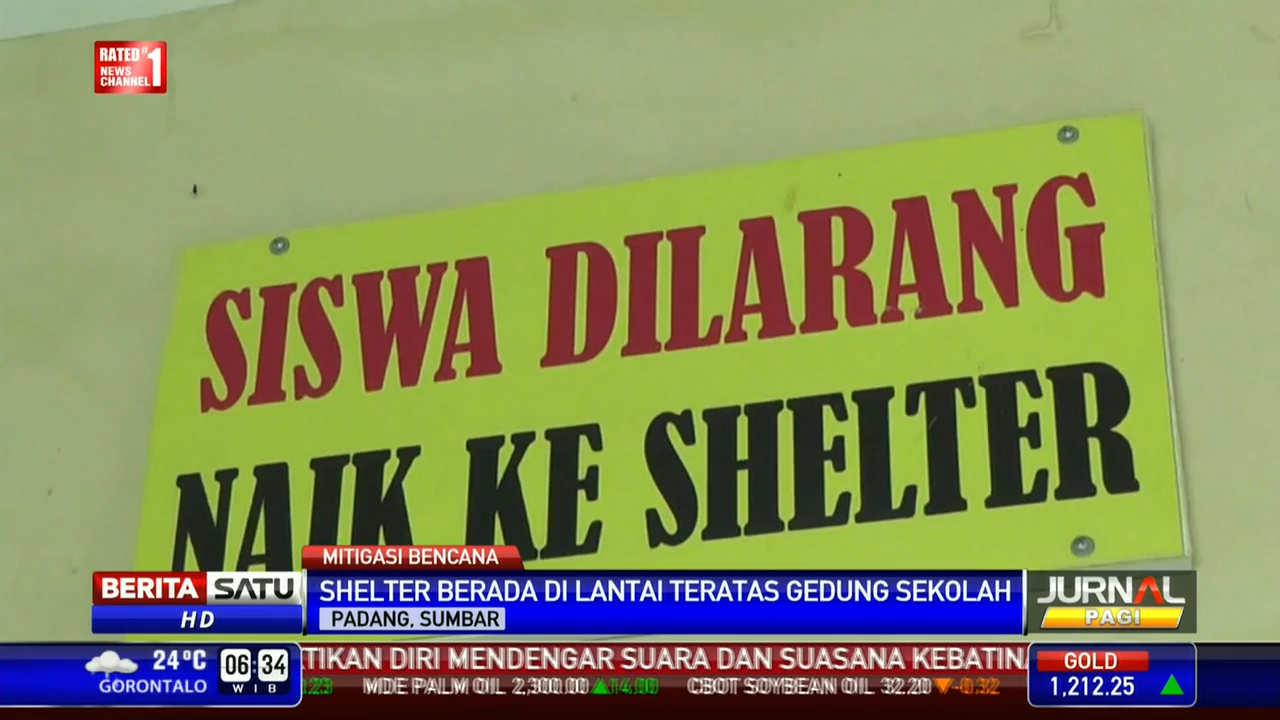 RATED #1
NEWS
CHANNEL
SISWA DILARANG
NAIK KE SHELTER
MITIGASI BENCANA
BERITA SATU
HD
SHELTER BERADA DI LANTAI TERATAS GEDUNG SEKOLAH
PADANG, SUMBAR
JURNAL
PAGI
24°C
GORONTALO
06:34
WIB
TIKAN DIRI MENDENGAR SUARA DAN SUASANA KEBATINA
MDE PALM OIL 2,300.00 ▲14.00 CBOT SOYBEAN OIL 32.20 ▼-0.32
GOLD
1,212.25 ▲